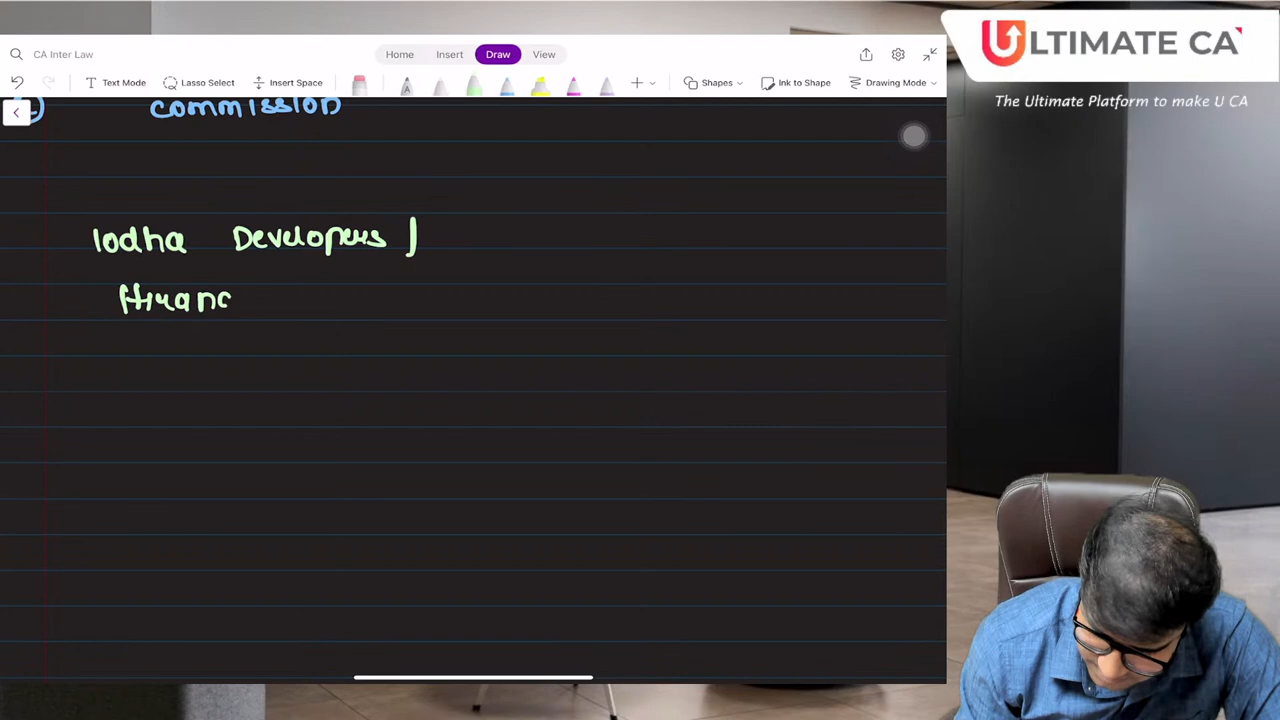 ULTIMATE CA
The Ultimate Platform to make U CA
CA Inter Law
Home Insert Draw View
Text Mode Lasso Select Insert Space Shapes Ink to Shape Drawing Mode
commission
lodha Developers
Hiranc